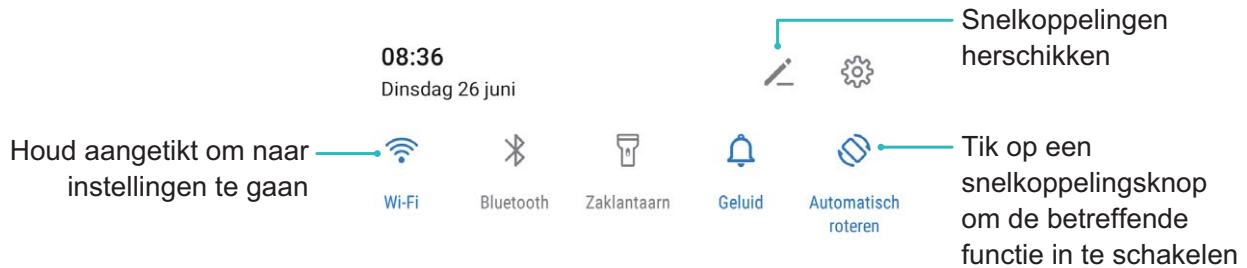 Snelkoppelingen
herschikken
08:36
Dinsdag 26 juni
Houd aangetikt om naar
instellingen te gaan
Wi-Fi
Bluetooth
Zaklantaarn
Geluid
Automatisch
roteren
Tik op een
snelkoppelingsknop
om de betreffende
functie in te schakelen